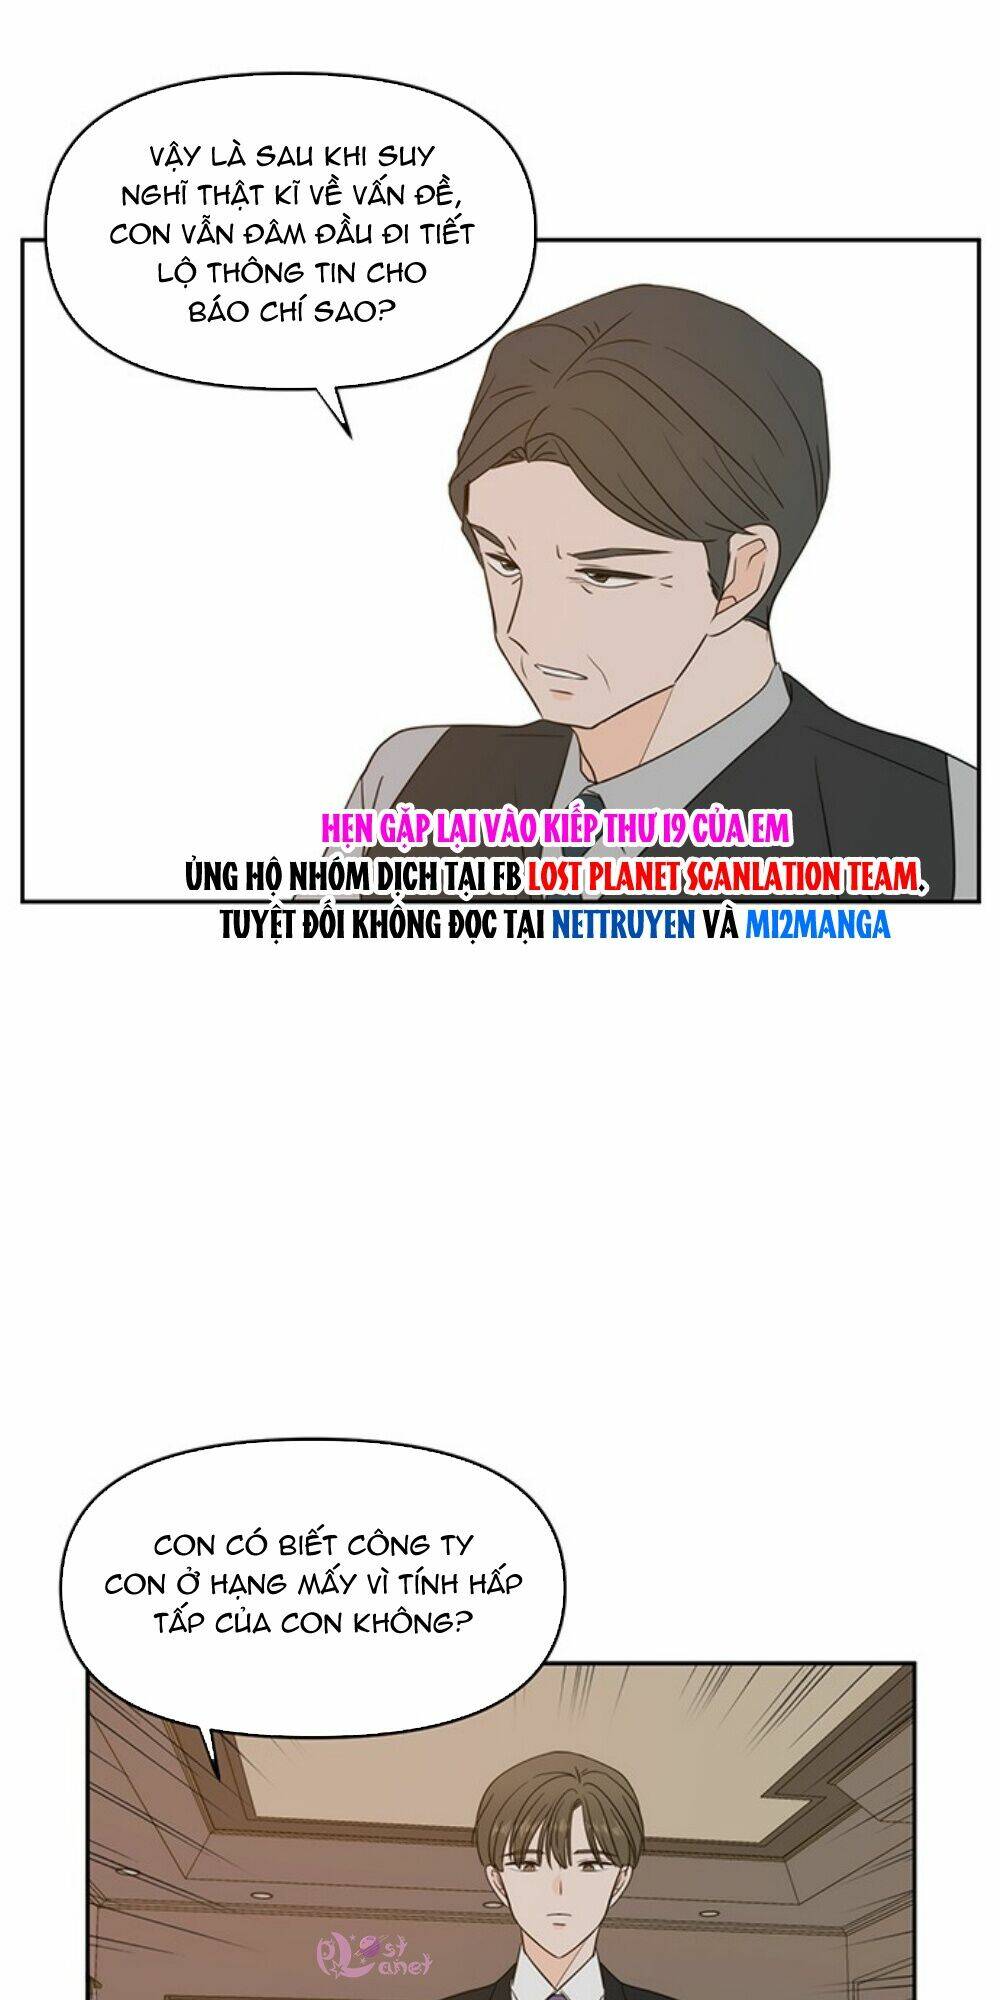 VẬY LÀ SAU KHI SUY
NGHĨ THẬT KĨ VỀ VẤN ĐỀ,
CON VẪN ĐÂM ĐẦU ĐI TIẾT
LỘ THÔNG TIN CHO
BÁO CHÍ SAO?
HẸN GẶP LẠI VÀO KIẾP THƯ 19 CỦA EM
ỦNG HỘ NHÓM DỊCH TẠI FB LOST PLANET SCANLATION TEAM.
TUYỆT ĐỐI KHÔNG ĐỌC TẠI NETTRUYEN VÀ MI2MANGA
CON CÓ BIẾT CÔNG TY
CON Ở HẠNG MẤY VÌ TÍNH HẤP
TẤP CỦA CON KHÔNG?
Lost
Planet